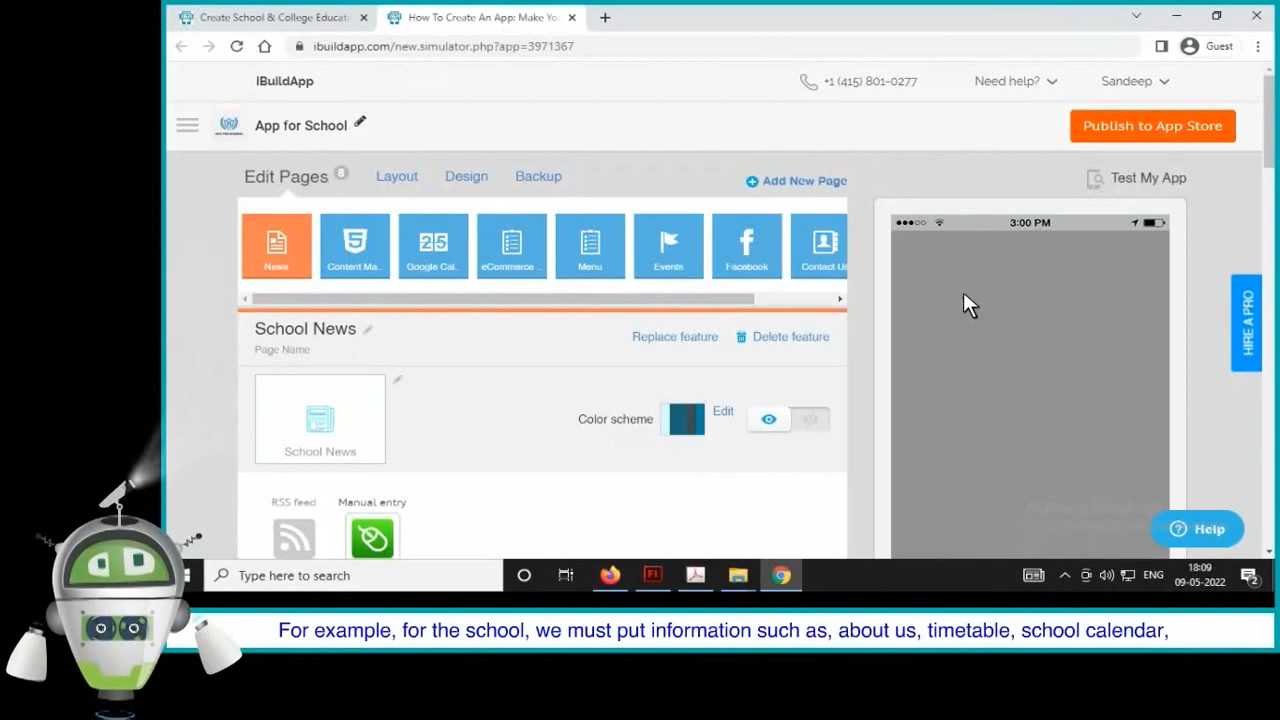 Create School & College Educat
How To Create An App: Make Yo
ibuildapp.com/new.simulator.php?app=3971367
Guest
iBuildApp
+1 (415) 801-0277
Need help?
Sandeep
App for School
Publish to App Store
Edit Pages 8
Layout
Design
Backup
Add New Page
Test My App
News
Content Ma..
25
Google Cal..
eCommerce ..
Menu
Events
Facebook
Contact Us
3:00 PM
HIRE A PRO
School News
Page Name
Replace feature
Delete feature
School News
Color scheme
Edit
RSS feed
Manual entry
Help
Type here to search
ENG
18:09
09-05-2022
2
For example, for the school, we must put information such as, about us, timetable, school calendar,